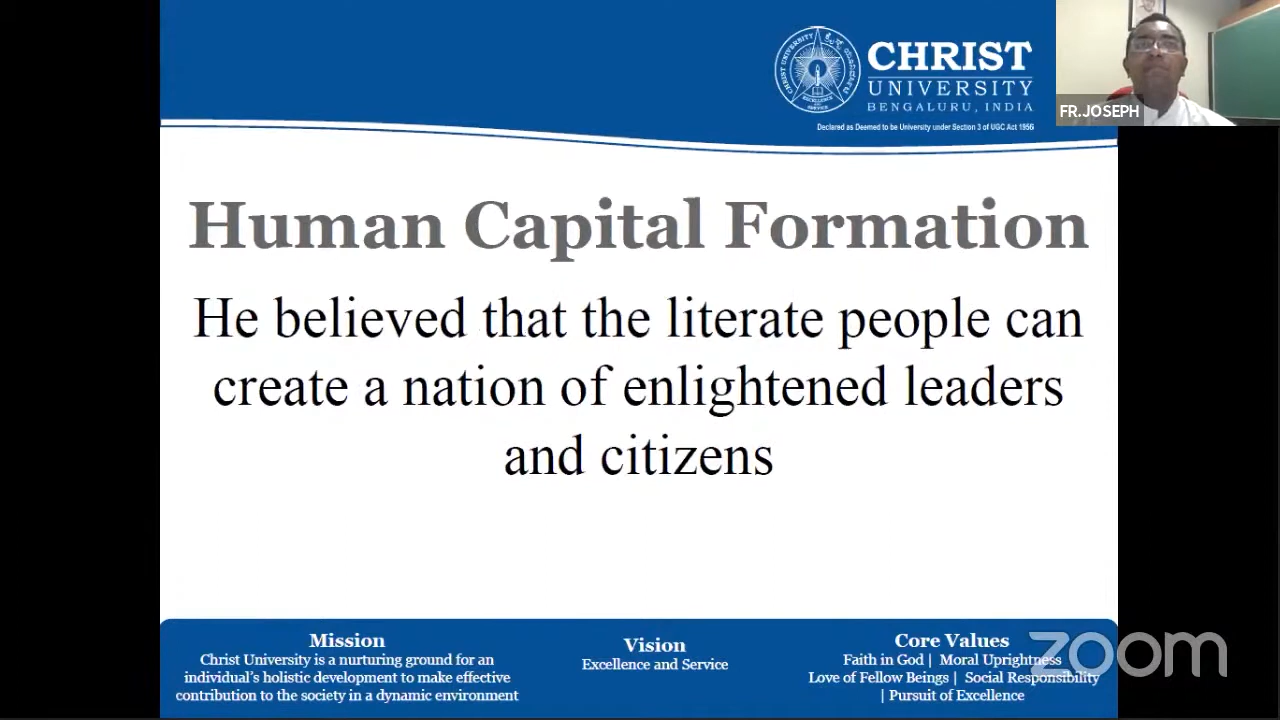 CHRIST
UNIVERSITY
BENGALURU, INDIA
Declared as Deemed to be University under Section 3 of UGC Act 1956
FR.JOSEPH
Human Capital Formation
He believed that the literate people can
create a nation of enlightened leaders
and citizens
Mission
Christ University is a nurturing ground for an
individual's holistic development to make effective
contribution to the society in a dynamic environment
Vision
Excellence and Service
Core Values
Faith in God | Moral Uprightness
Love of Fellow Beings | Social Responsibility
| Pursuit of Excellence
zoom